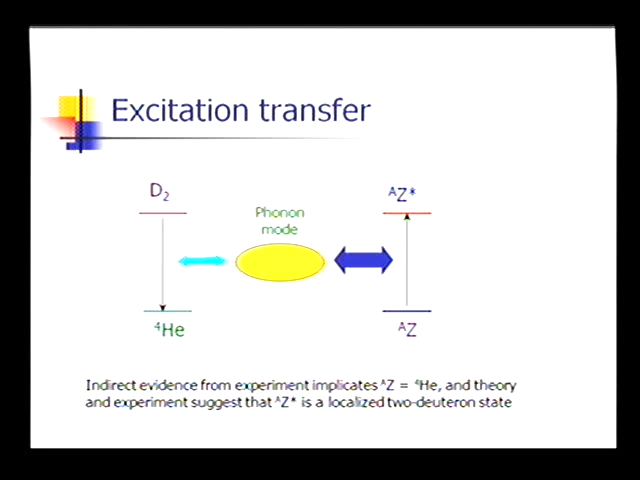 Excitation transfer
D₂
ᴬZ*
Phonon
mode
⁴He
ᴬZ
Indirect evidence from experiment implicates ᴬZ = ⁴He, and theory
and experiment suggest that ᴬZ* is a localized two-deuteron state